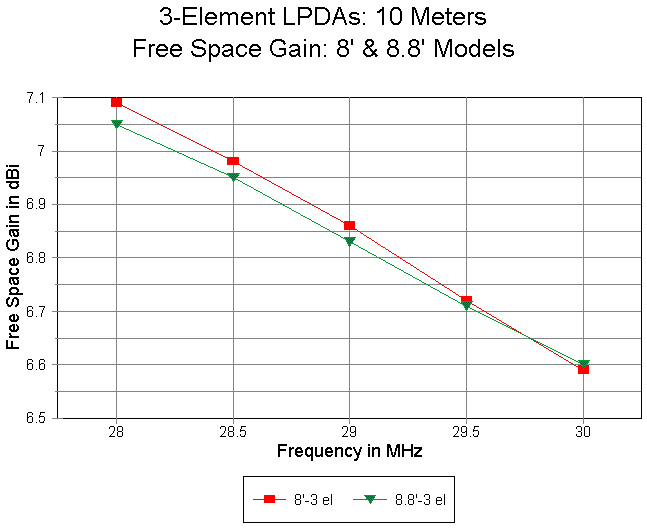 3-Element LPDAs: 10 Meters
Free Space Gain: 8' & 8.8' Models
Free Space Gain in dBi
7.1
7
6.9
6.8
6.7
6.6
6.5
28 28.5 29 29.5 30
Frequency in MHz
8'-3 el 8.8'-3 el